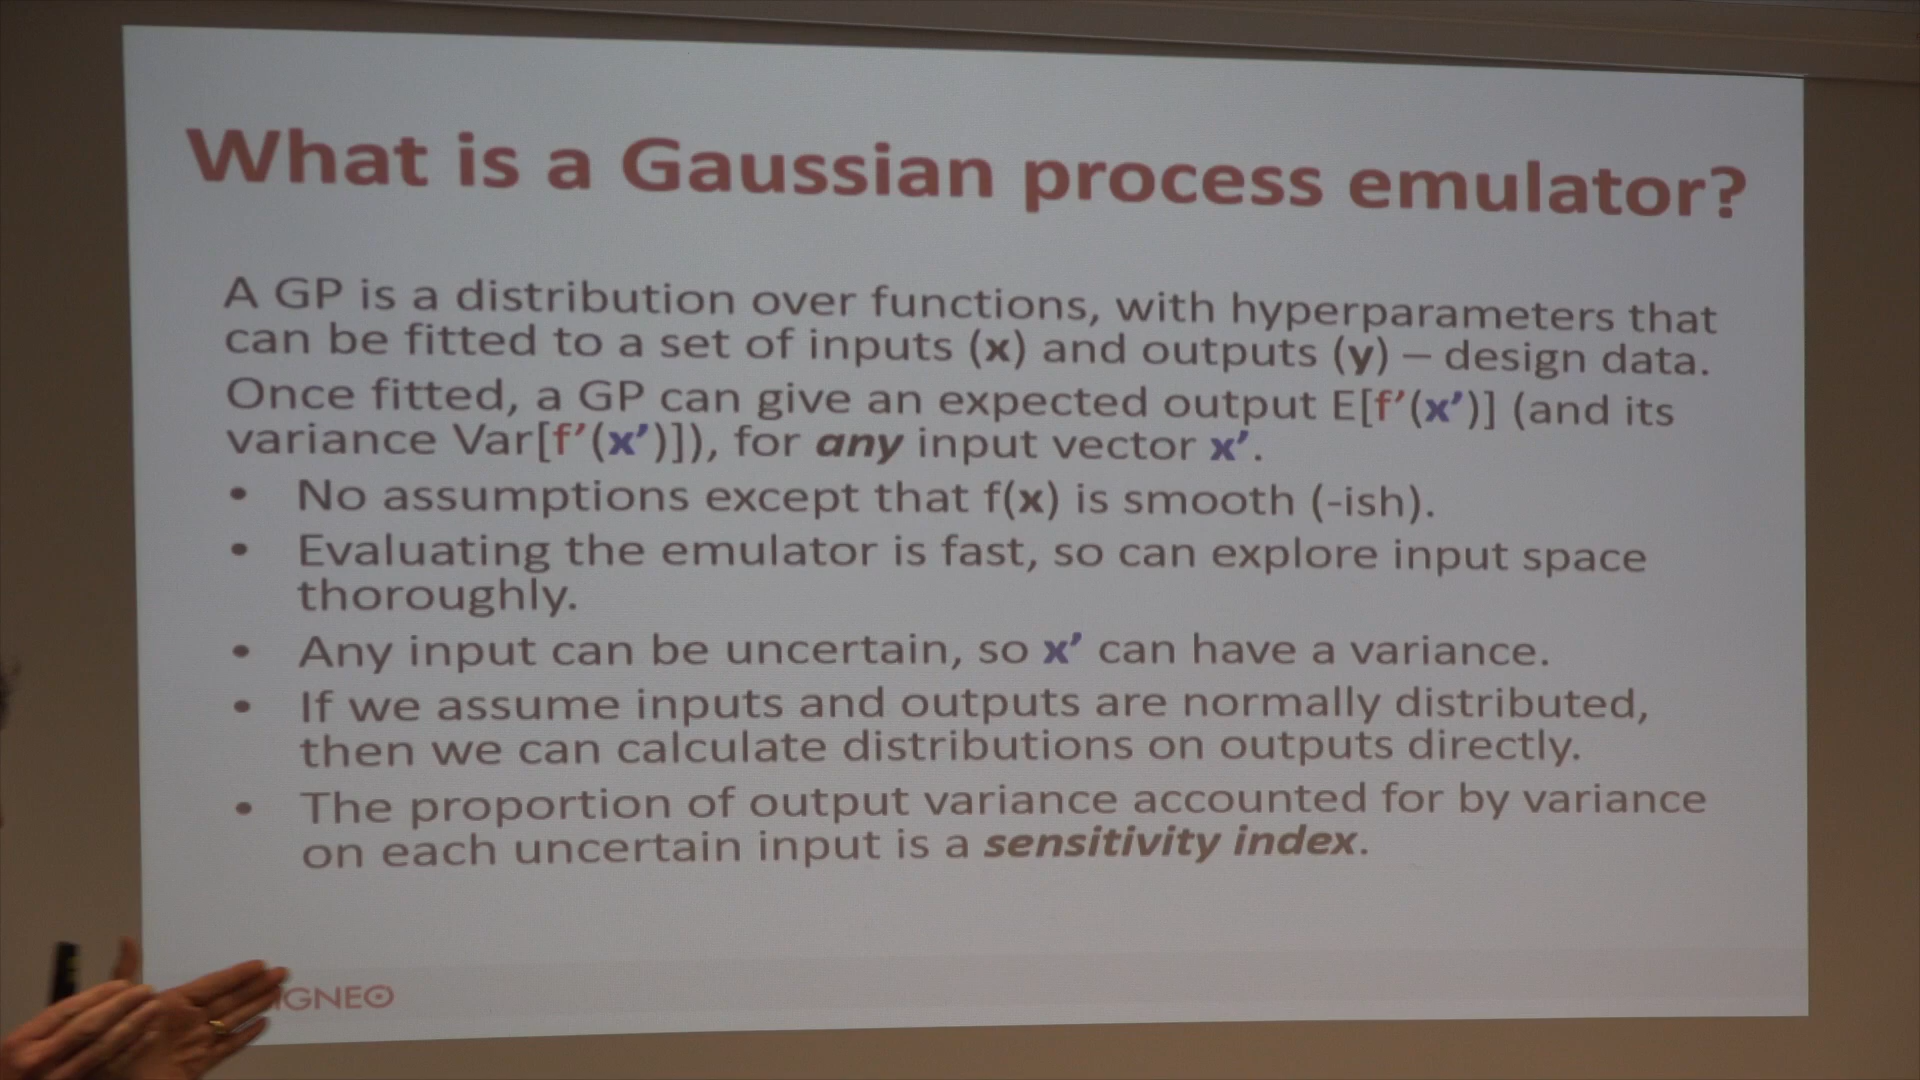 What is a Gaussian process emulator?
A GP is a distribution over functions, with hyperparameters that
can be fitted to a set of inputs (x) and outputs (y) – design data.
Once fitted, a GP can give an expected output E[f’(x’)] (and its
variance Var[f’(x’)]), for any input vector x’.
• No assumptions except that f(x) is smooth (-ish).
• Evaluating the emulator is fast, so can explore input space
thoroughly.
• Any input can be uncertain, so x’ can have a variance.
• If we assume inputs and outputs are normally distributed,
then we can calculate distributions on outputs directly.
• The proportion of output variance accounted for by variance
on each uncertain input is a sensitivity index.
IGNEO